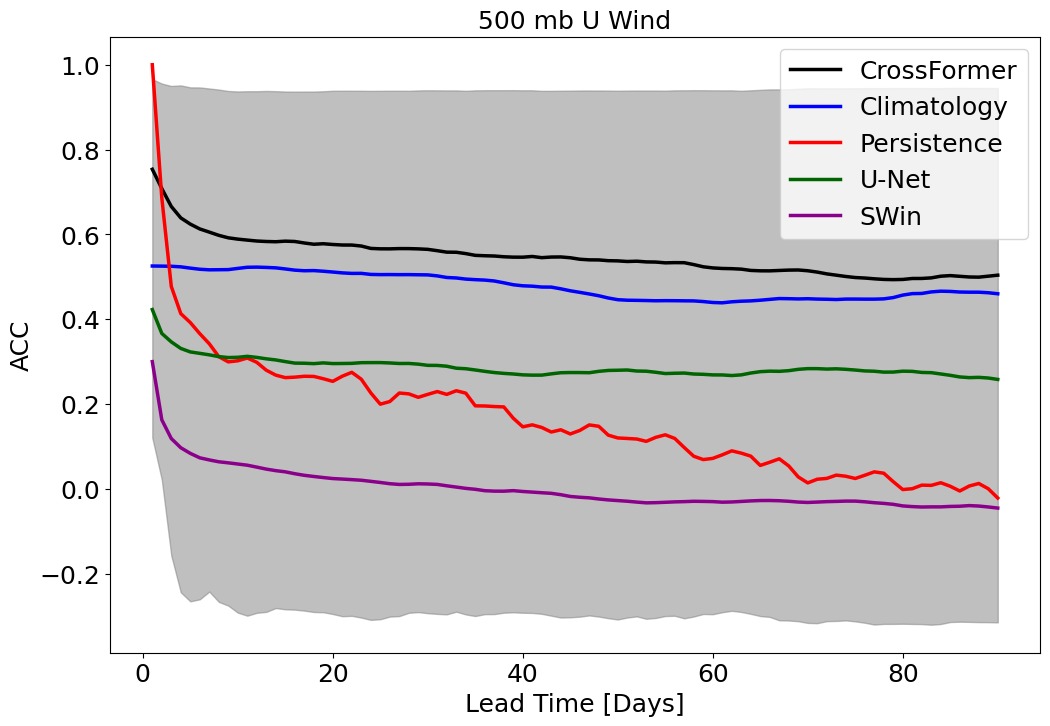 500 mb U Wind
CrossFormer
Climatology
Persistence
U-Net
SWin
ACC
1.0
0.8
0.6
0.4
0.2
0.0
−0.2
0
20
40
60
80
Lead Time [Days]